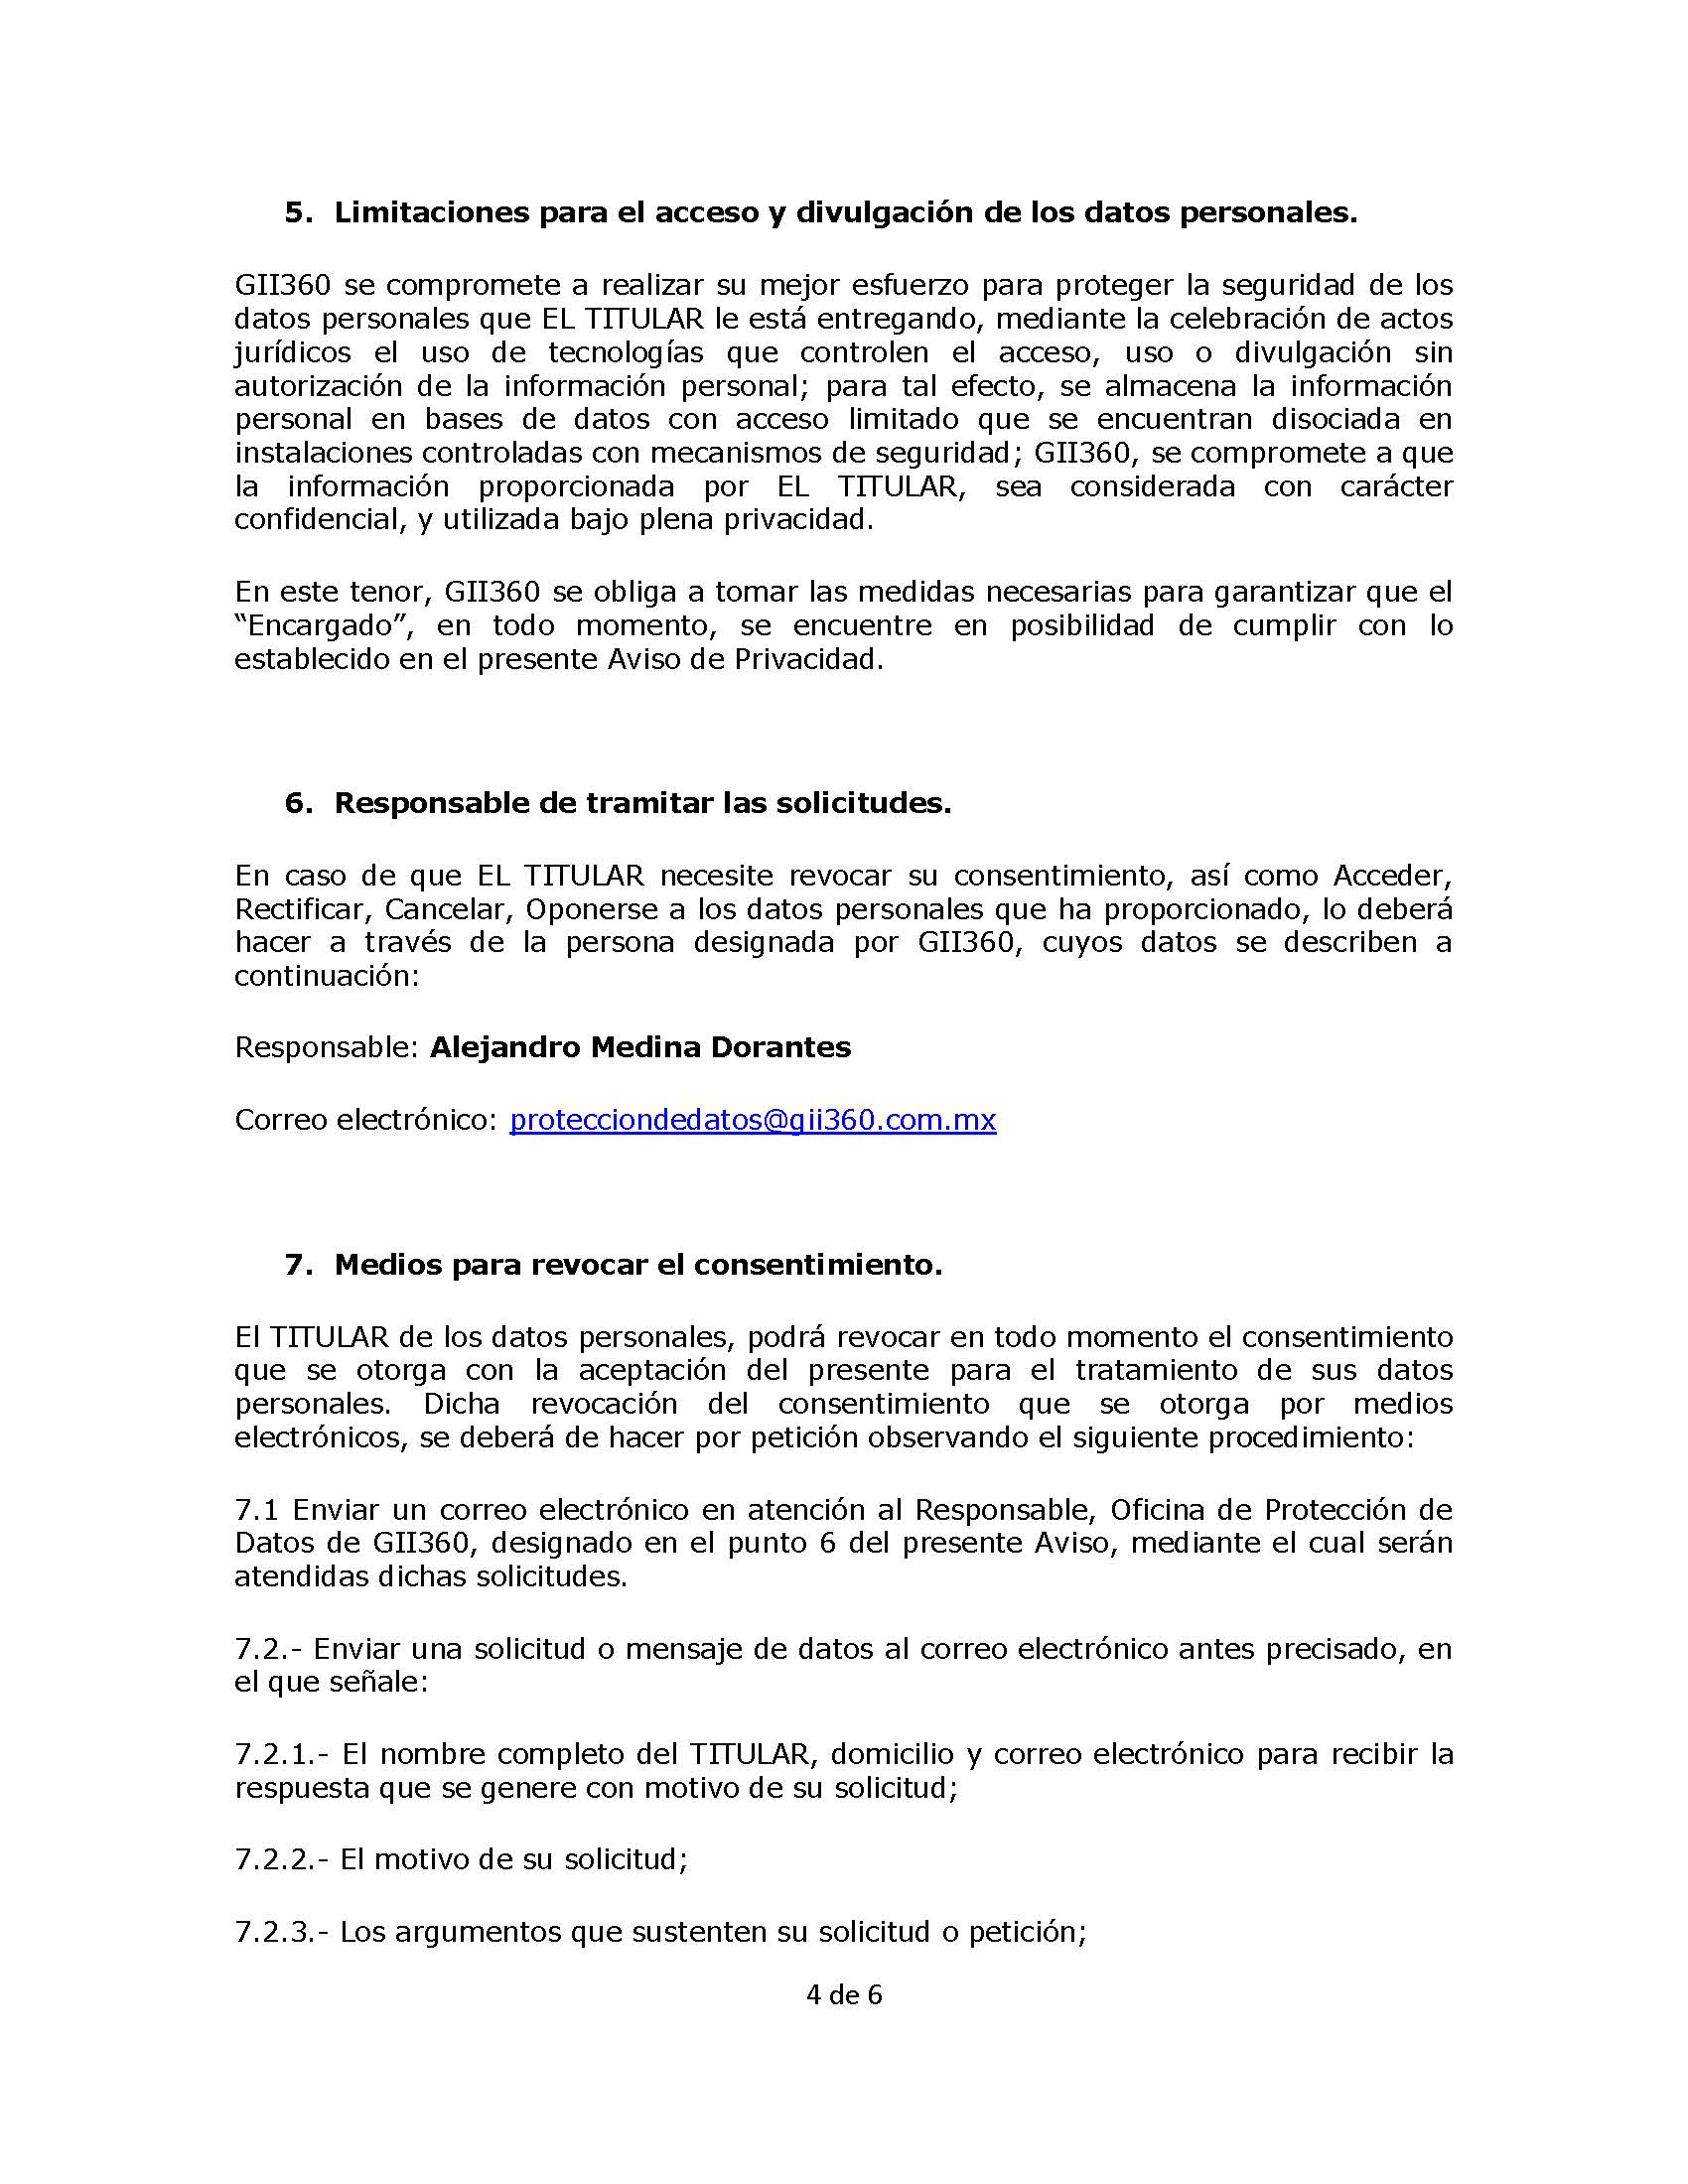 5. Limitaciones para el acceso y divulgación de los datos personales.
GII360 se compromete a realizar su mejor esfuerzo para proteger la seguridad de los
datos personales que EL TITULAR le está entregando, mediante la celebración de actos
jurídicos el uso de tecnologías que controlen el acceso, uso o divulgación sin
autorización de la información personal; para tal efecto, se almacena la información
personal en bases de datos con acceso limitado que se encuentran disociada en
instalaciones controladas con mecanismos de seguridad; GII360, se compromete a que
la información proporcionada por EL TITULAR, sea considerada con carácter
confidencial, y utilizada bajo plena privacidad.
En este tenor, GII360 se obliga a tomar las medidas necesarias para garantizar que el
“Encargado”, en todo momento, se encuentre en posibilidad de cumplir con lo
establecido en el presente Aviso de Privacidad.
6. Responsable de tramitar las solicitudes.
En caso de que EL TITULAR necesite revocar su consentimiento, así como Acceder,
Rectificar, Cancelar, Oponerse a los datos personales que ha proporcionado, lo deberá
hacer a través de la persona designada por GII360, cuyos datos se describen a
continuación:
Responsable: Alejandro Medina Dorantes
Correo electrónico: protecciondedatos@gii360.com.mx
7. Medios para revocar el consentimiento.
El TITULAR de los datos personales, podrá revocar en todo momento el consentimiento
que se otorga con la aceptación del presente para el tratamiento de sus datos
personales. Dicha revocación del consentimiento que se otorga por medios
electrónicos, se deberá de hacer por petición observando el siguiente procedimiento:
7.1 Enviar un correo electrónico en atención al Responsable, Oficina de Protección de
Datos de GII360, designado en el punto 6 del presente Aviso, mediante el cual serán
atendidas dichas solicitudes.
7.2.- Enviar una solicitud o mensaje de datos al correo electrónico antes precisado, en
el que señale:
7.2.1.- El nombre completo del TITULAR, domicilio y correo electrónico para recibir la
respuesta que se genere con motivo de su solicitud;
7.2.2.- El motivo de su solicitud;
7.2.3.- Los argumentos que sustenten su solicitud o petición;
4 de 6